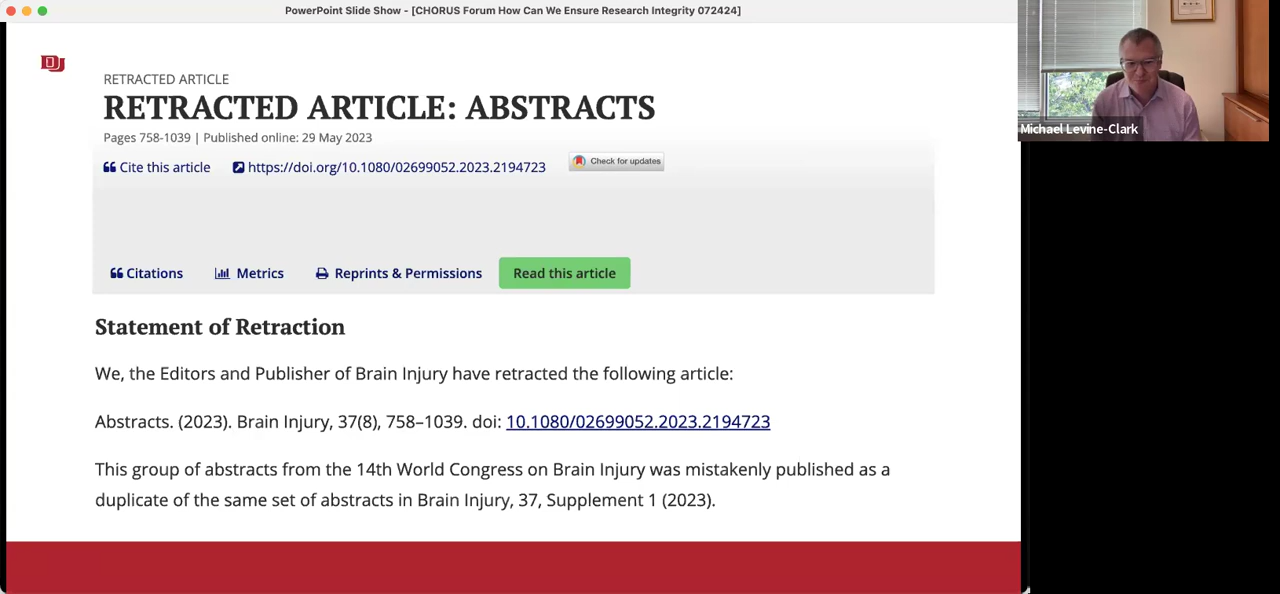 PowerPoint Slide Show - [CHORUS Forum How Can We Ensure Research Integrity 072424]
RETRACTED ARTICLE
RETRACTED ARTICLE: ABSTRACTS
Pages 758-1039 | Published online: 29 May 2023
Cite this article https://doi.org/10.1080/02699052.2023.2194723 Check for updates
Citations Metrics Reprints & Permissions Read this article
Statement of Retraction
We, the Editors and Publisher of Brain Injury have retracted the following article:
Abstracts. (2023). Brain Injury, 37(8), 758–1039. doi: 10.1080/02699052.2023.2194723
This group of abstracts from the 14th World Congress on Brain Injury was mistakenly published as a
duplicate of the same set of abstracts in Brain Injury, 37, Supplement 1 (2023).
Michael Levine-Clark